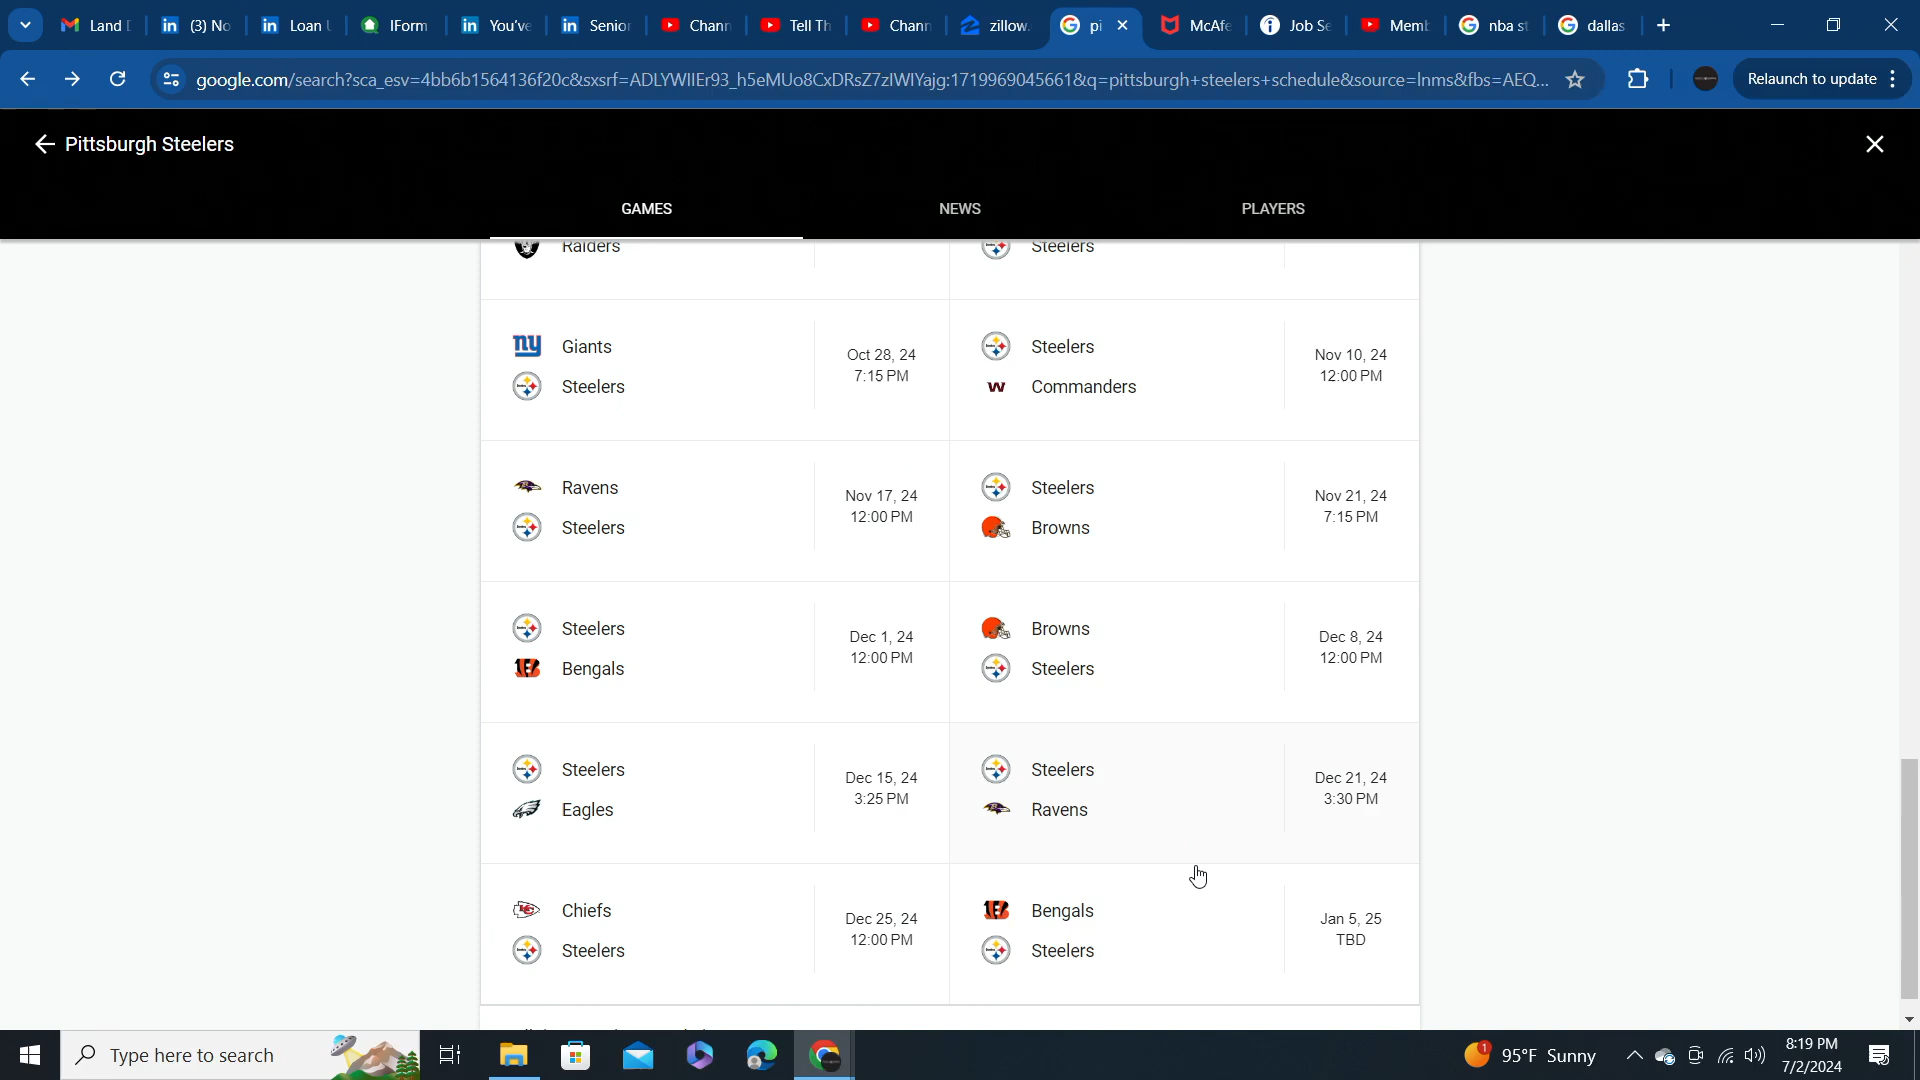 Land D
(3) No
Loan U
IForm
You've
Senior
Chann
Tell Th
Chann
zillow.
pi
McAfe
Job Se
Memb
nba st
dallas
google.com/search?sca_esv=4bb6b1564136f20c&sxsrf=ADLYWIIEr93_h5eMUo8CxDRsZ7zIWIYajg:1719969045661&q=pittsburgh+steelers+schedule&source=lnms&fbs=AEQ...
Relaunch to update
Pittsburgh Steelers
GAMES
NEWS
PLAYERS
Raiders
Steelers
Giants
Steelers
Oct 28, 24
7:15 PM
Steelers
Commanders
Nov 10, 24
12:00 PM
Ravens
Steelers
Nov 17, 24
12:00 PM
Steelers
Browns
Nov 21, 24
7:15 PM
Steelers
Bengals
Dec 1, 24
12:00 PM
Browns
Steelers
Dec 8, 24
12:00 PM
Steelers
Eagles
Dec 15, 24
3:25 PM
Steelers
Ravens
Dec 21, 24
3:30 PM
Chiefs
Steelers
Dec 25, 24
12:00 PM
Bengals
Steelers
Jan 5, 25
TBD
Type here to search
95°F Sunny
8:19 PM
7/2/2024